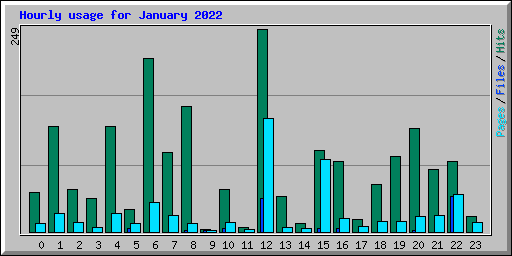 Hourly usage for January 2022
249
Pages/Files/Hits
0 1 2 3 4 5 6 7 8 9 10 11 12 13 14 15 16 17 18 19 20 21 22 23